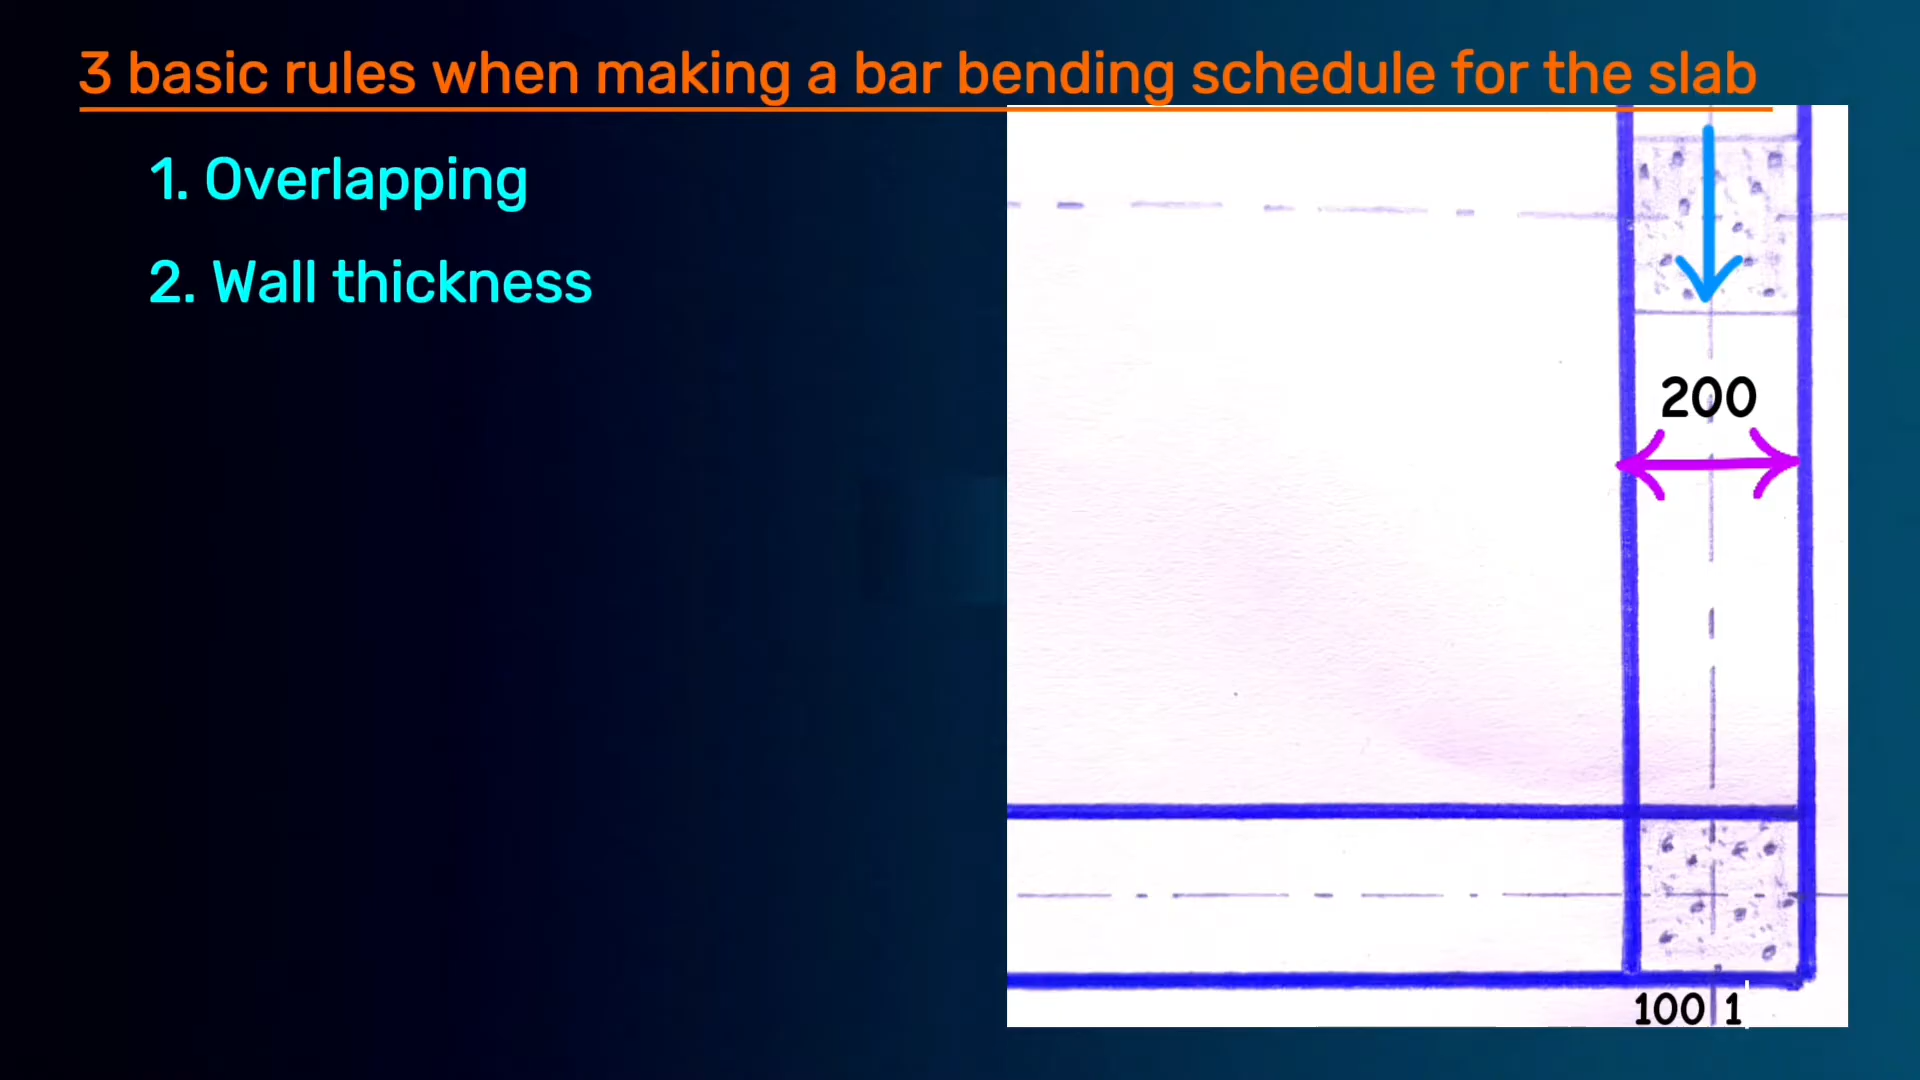 3 basic rules when making a bar bending schedule for the slab
1. Overlapping
2. Wall thickness
200
100 1